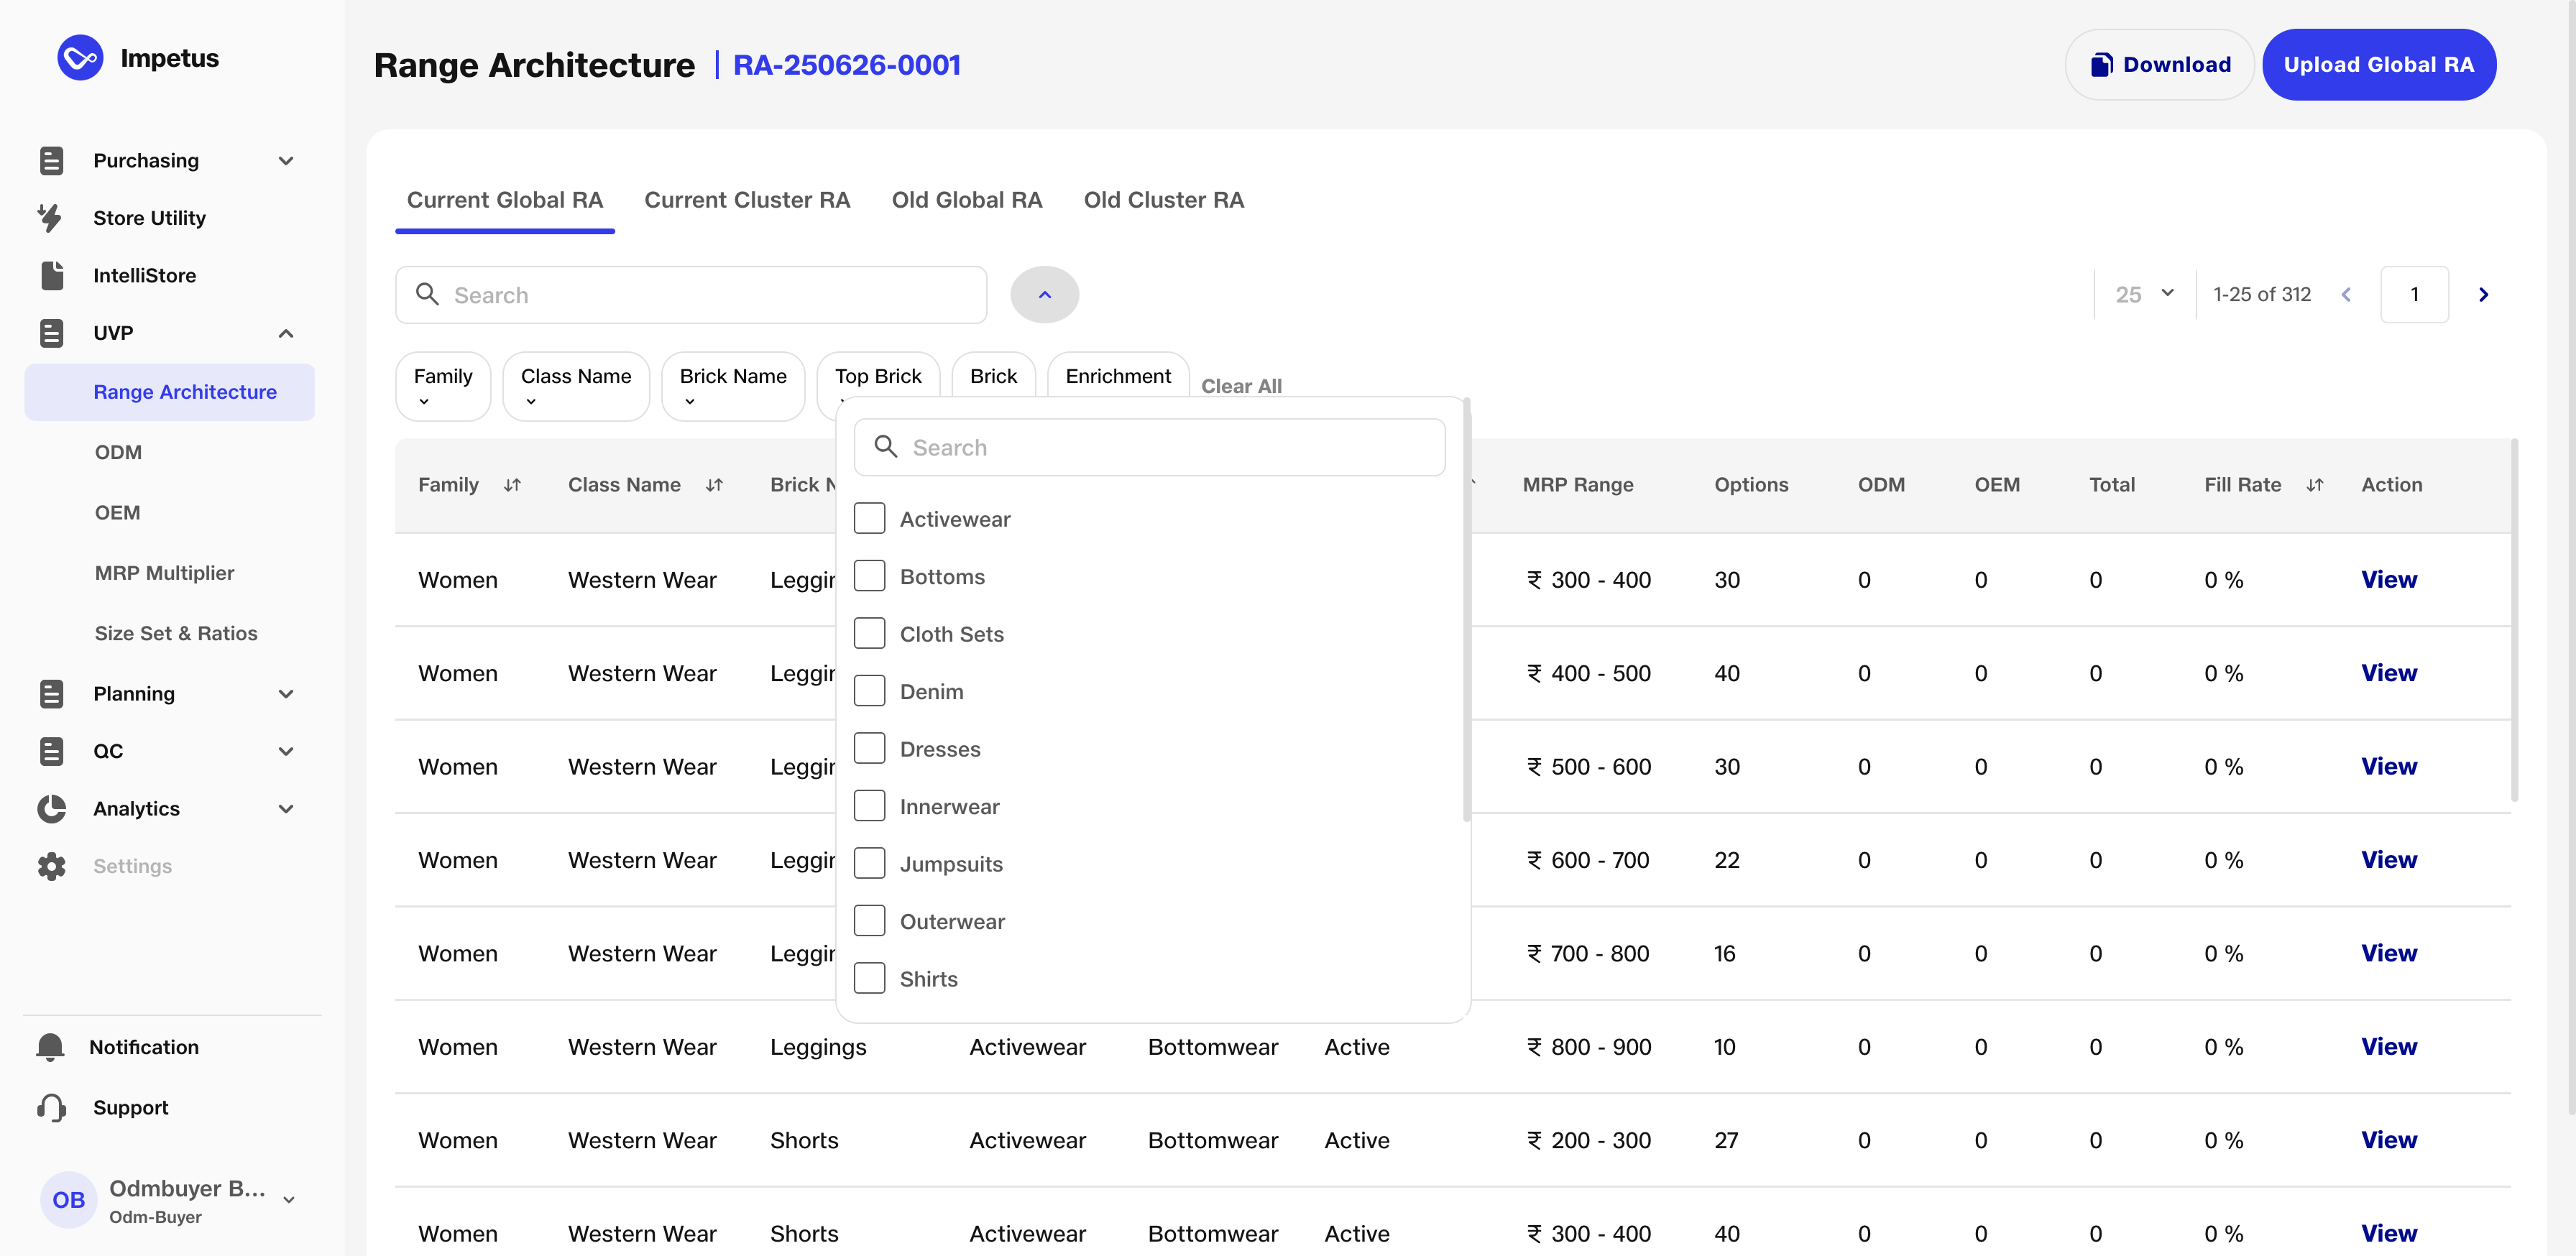 Impetus
Purchasing
Store Utility
IntelliStore
UVP
Range Architecture
ODM
OEM
MRP Multiplier
Size Set & Ratios
Planning
QC
Analytics
Settings
Notification
Support
OB
Odmbuyer B...
Odm-Buyer
Range Architecture | RA-250626-0001
Download
Upload Global RA
Current Global RA Current Cluster RA Old Global RA Old Cluster RA
Search
25 1-25 of 312 1
Family Class Name Brick Name Top Brick Brick Enrichment Clear All
Search
Activewear
Bottoms
Cloth Sets
Denim
Dresses
Innerwear
Jumpsuits
Outerwear
Shirts
Family Class Name Brick MRP Range Options ODM OEM Total Fill Rate Action
Women Western Wear ₹ 300 - 400 30 0 0 0 0 % View
Women Western Wear ₹ 400 - 500 40 0 0 0 0 % View
Women Western Wear ₹ 500 - 600 30 0 0 0 0 % View
Women Western Wear ₹ 600 - 700 22 0 0 0 0 % View
Women Western Wear ₹ 700 - 800 16 0 0 0 0 % View
Women Western Wear Leggings Activewear Bottomwear Active ₹ 800 - 900 10 0 0 0 0 % View
Women Western Wear Shorts Activewear Bottomwear Active ₹ 200 - 300 27 0 0 0 0 % View
Women Western Wear Shorts Activewear Bottomwear Active ₹ 300 - 400 40 0 0 0 0 % View